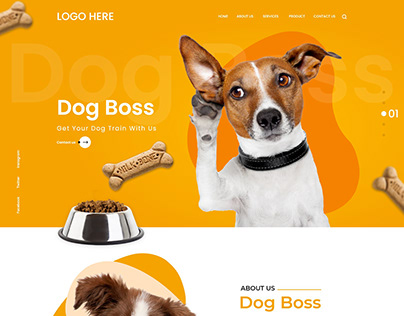 LOGO HERE
HOME ABOUT US SERVICES PRODUCT CONTACT US
Dog Boss
Dog Boss
Get Your Dog Train With Us
Contact us
01
MILK-BONE
Instagram
Twitter
Facebook
ABOUT US
Dog Boss